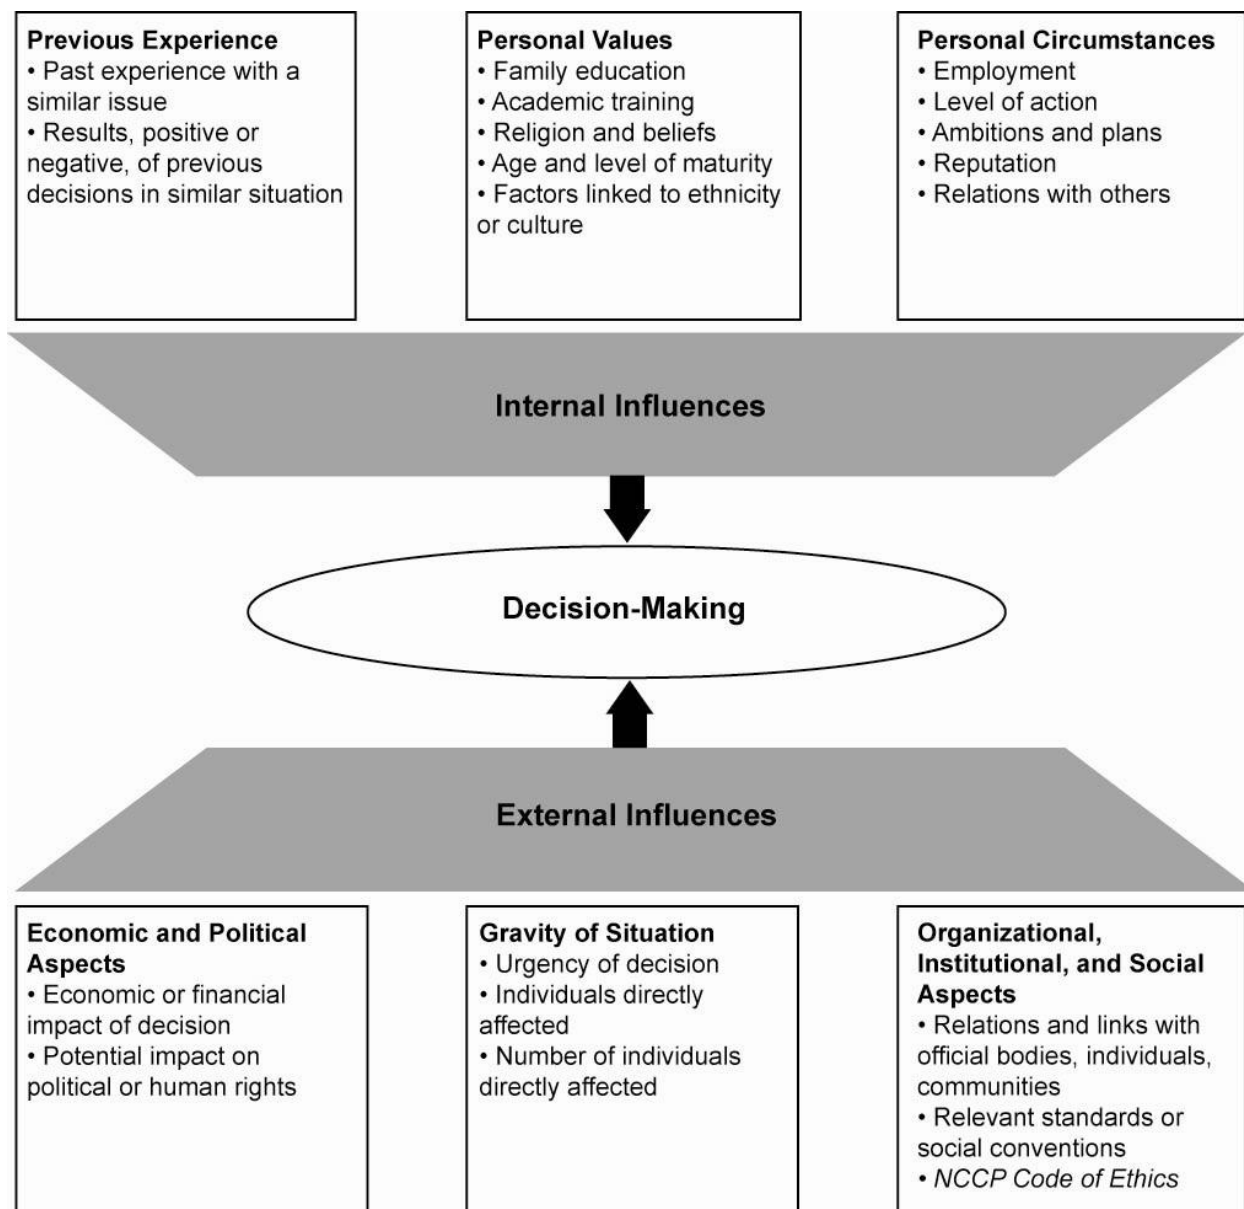 Previous Experience
• Past experience with a
similar issue
• Results, positive or
negative, of previous
decisions in similar situation
Personal Values
• Family education
• Academic training
• Religion and beliefs
• Age and level of maturity
• Factors linked to ethnicity
or culture
Personal Circumstances
• Employment
• Level of action
• Ambitions and plans
• Reputation
• Relations with others
Internal Influences
Decision-Making
External Influences
Economic and Political
Aspects
• Economic or financial
impact of decision
• Potential impact on
political or human rights
Gravity of Situation
• Urgency of decision
• Individuals directly
affected
• Number of individuals
directly affected
Organizational,
Institutional, and Social
Aspects
• Relations and links with
official bodies, individuals,
communities
• Relevant standards or
social conventions
• NCCP Code of Ethics